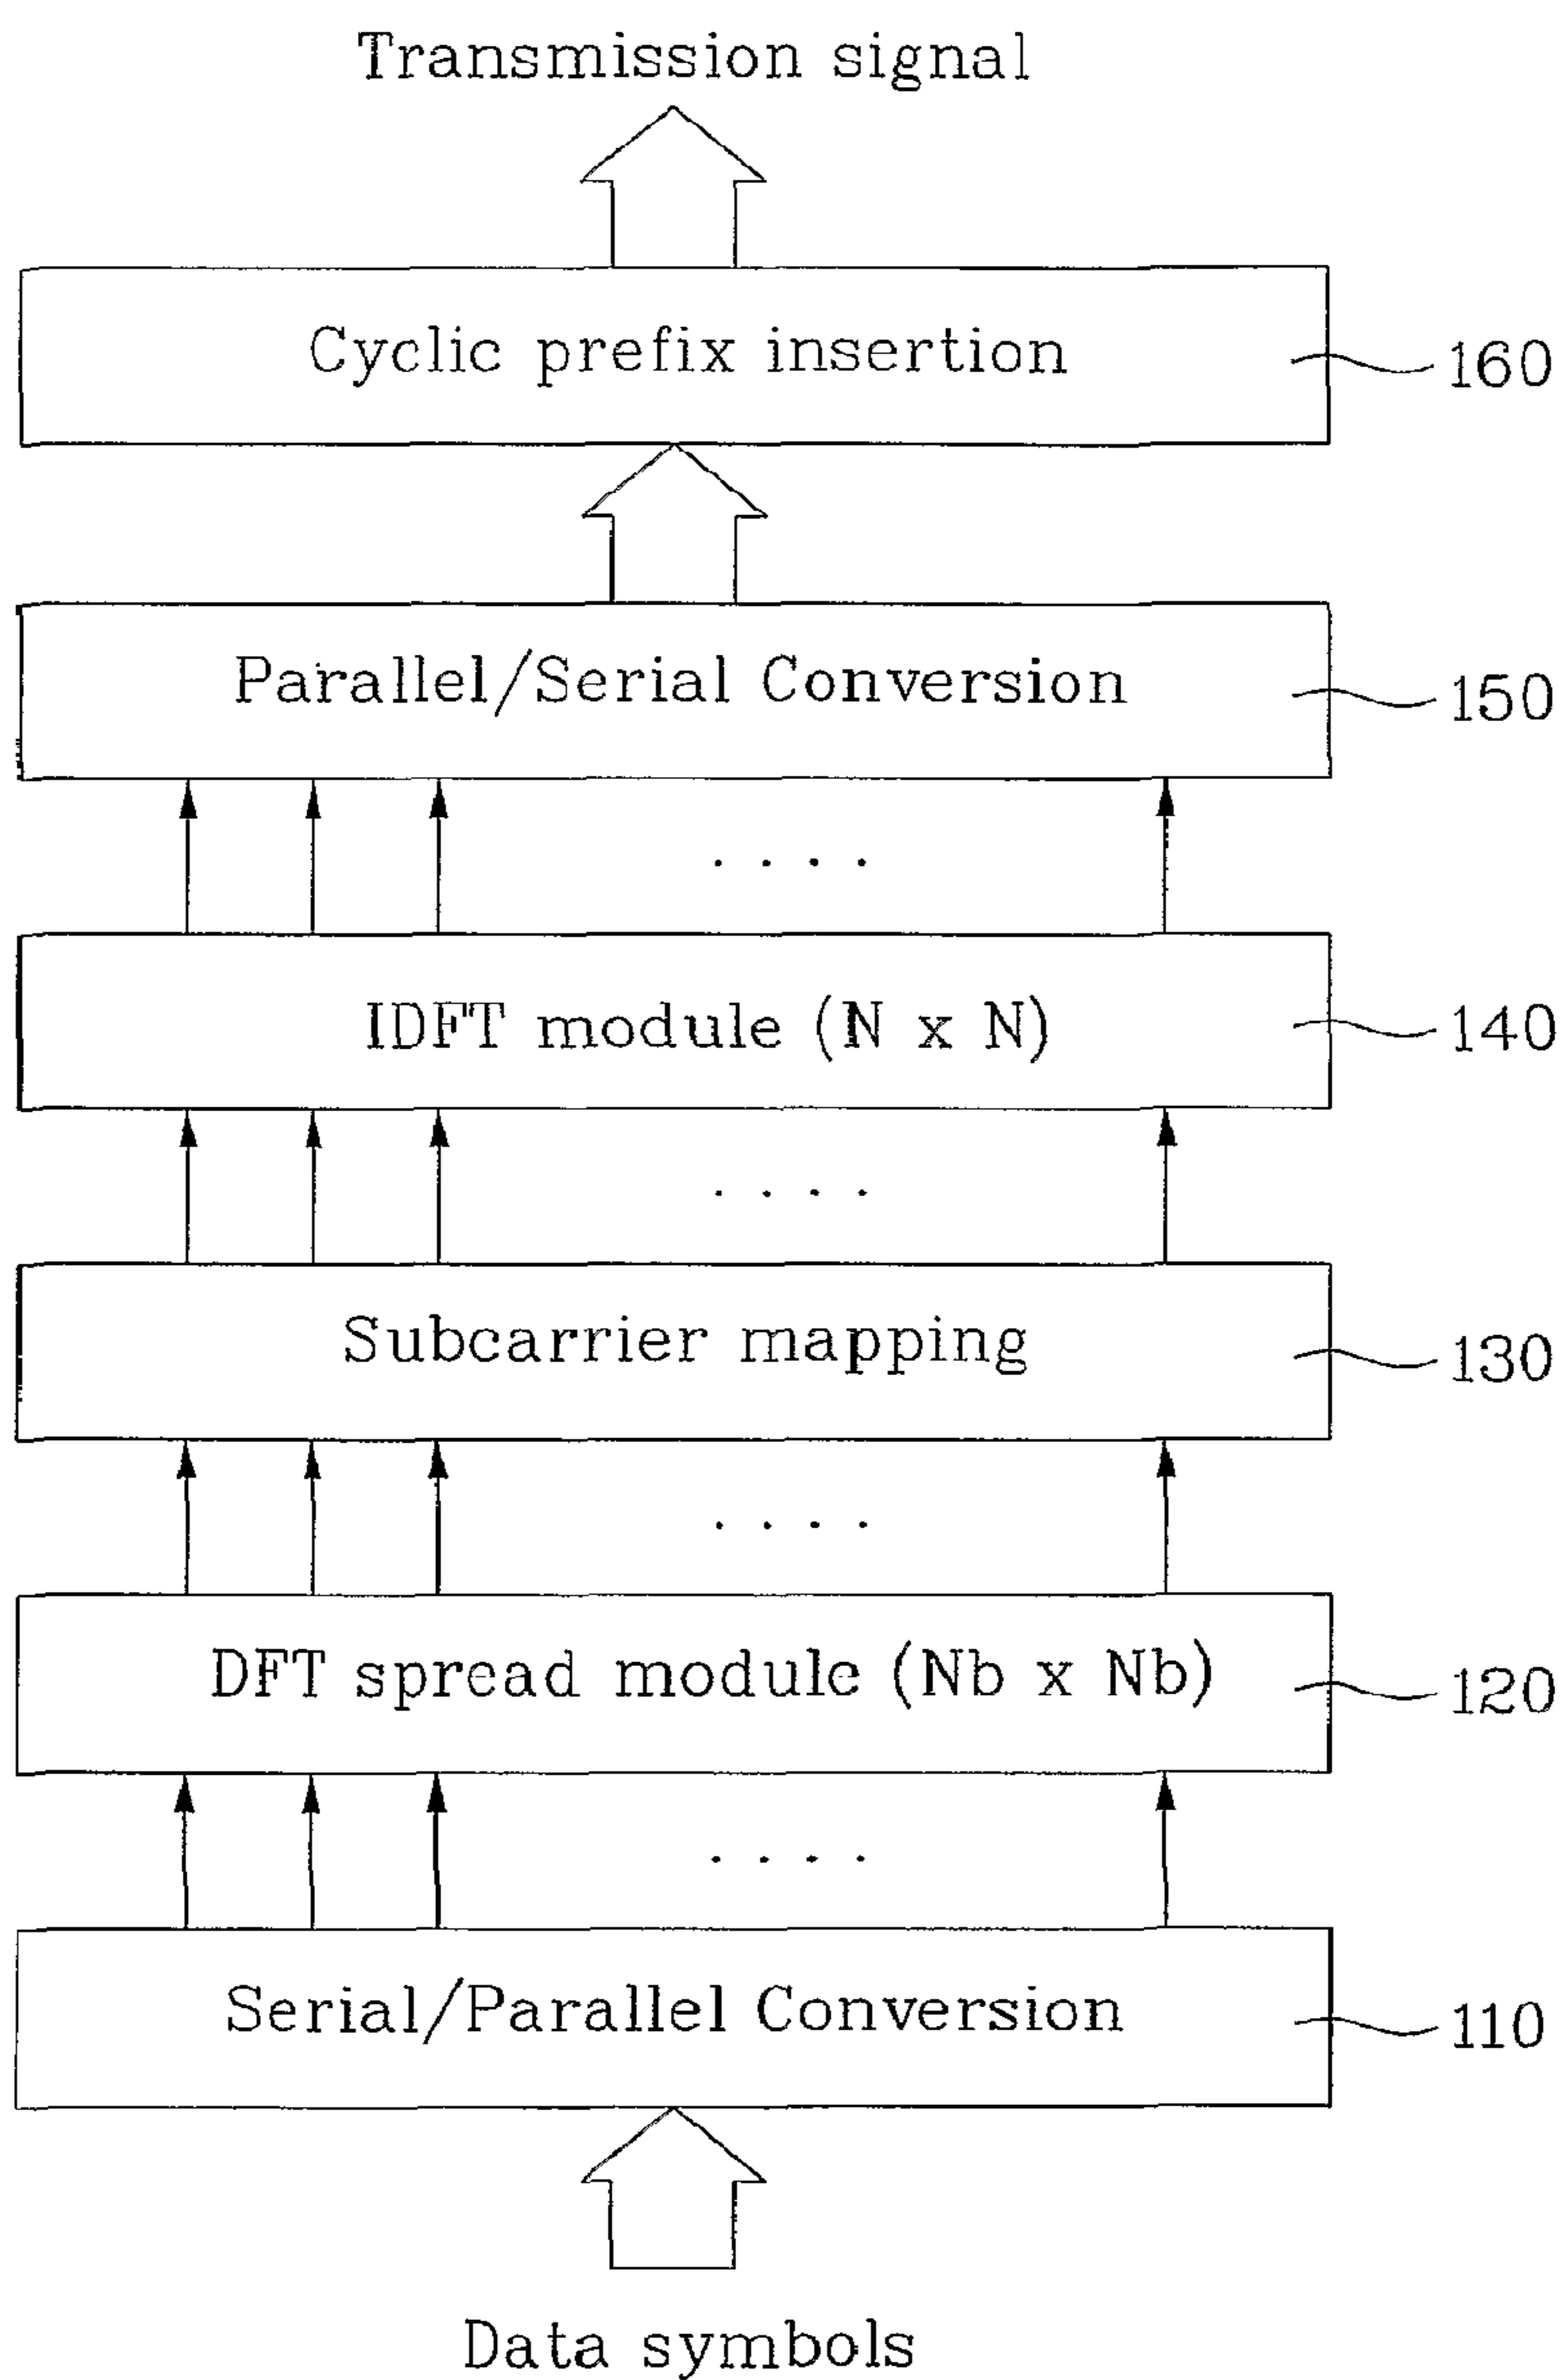 Transmission signal
Cyclic prefix insertion
160
Parallel/Serial Conversion
150
IDFT module (N x N)
140
Subcarrier mapping
130
DFT spread module (Nb x Nb)
120
Serial/Parallel Conversion
110
Data symbols